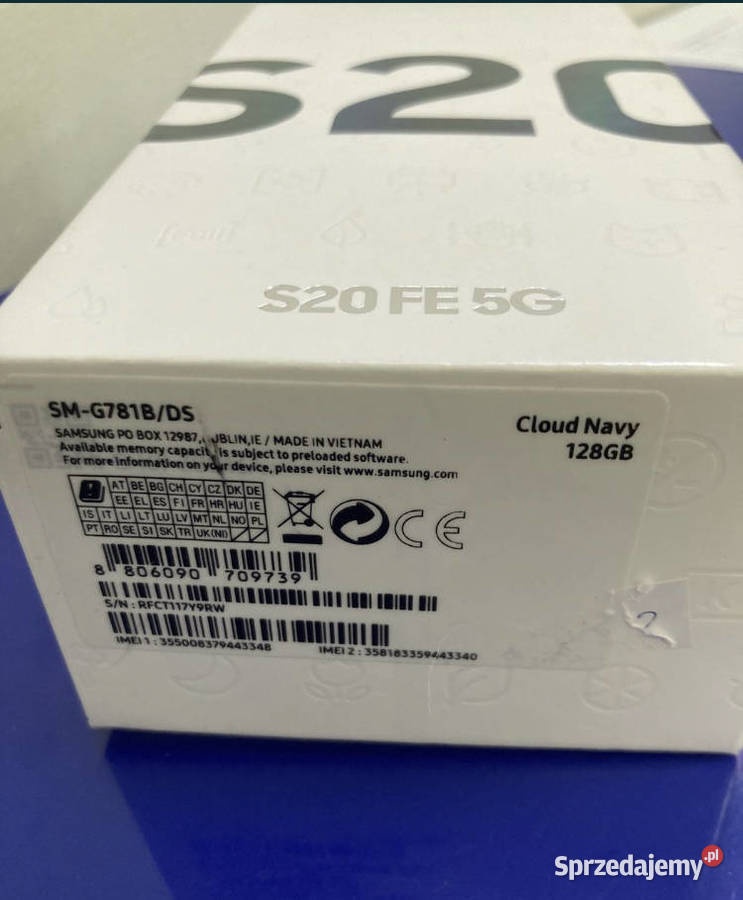 S20
S20 FE 5G
SM-G781B/DS
Cloud Navy
128GB
SAMSUNG PO BOX 12987, IE / MADE IN VIETNAM
Available memory capacity is subject to preloaded software.
For more information on your device, please visit www.samsung.com
AT BE BG CH CY CZ DK DE
EE EL ES FI FR HR HU IE
IS IT LI LT LU LV MT NL NO PL
PT RO SE SI SK TR UK(NI)
CE
8 806090 709739
S/N : RFCT117Y9RW
IMEI 1 : 355008379443348
IMEI 2 : 358183359443340
Sprzedajemy.pl